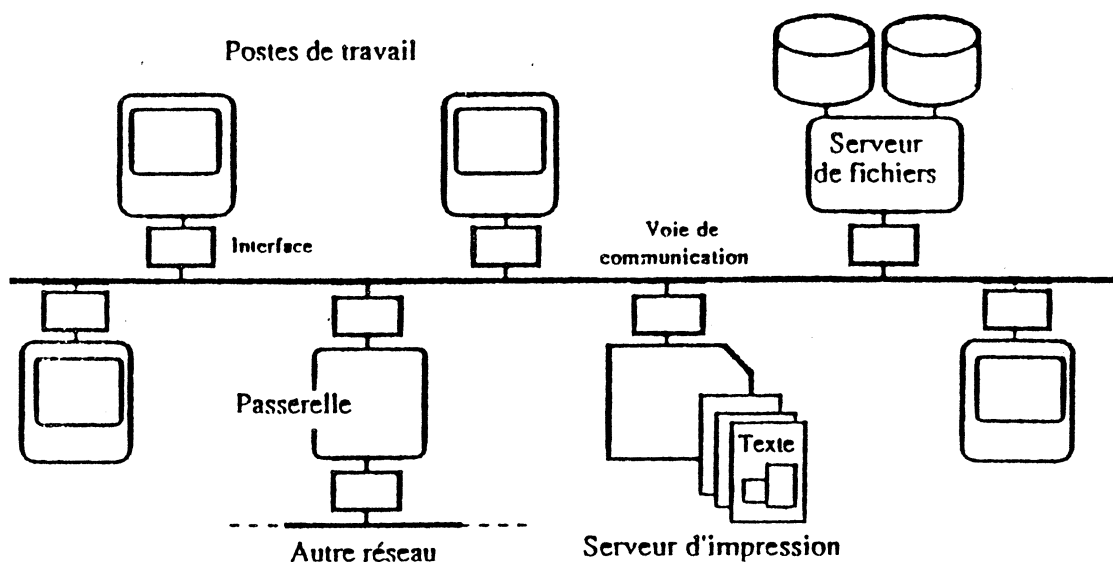 Postes de travail
Serveur
de fichiers
Interface
Voie de
communication
Passerelle
Texte
Autre réseau
Serveur d'impression